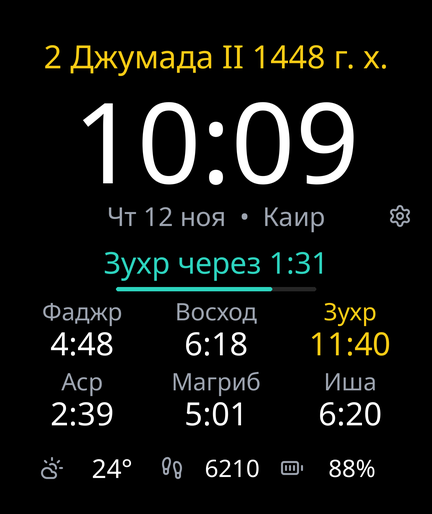 2 Джумада II 1448 г. х.
10:09
Чт 12 ноя • Каир
Зухр через 1:31
Фаджр Восход Зухр
4:48 6:18 11:40
Аср Магриб Иша
2:39 5:01 6:20
24° 6210 88%